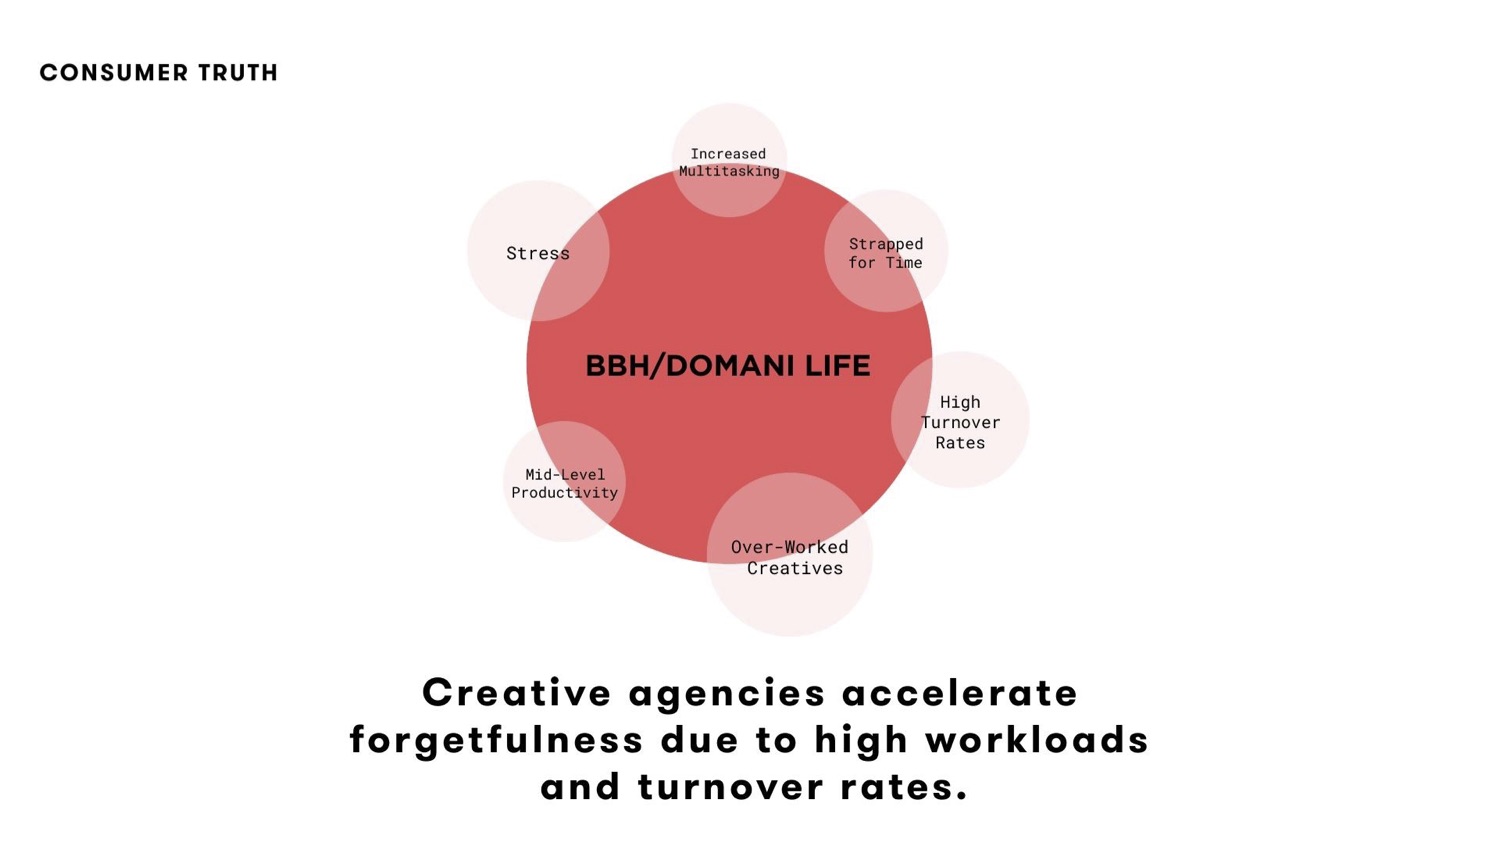 CONSUMER TRUTH
Increased
Multitasking
Stress
Strapped
for Time
BBH/DOMANI LIFE
High
Turnover
Rates
Mid-Level
Productivity
Over-Worked
Creatives
Creative agencies accelerate
forgetfulness due to high workloads
and turnover rates.